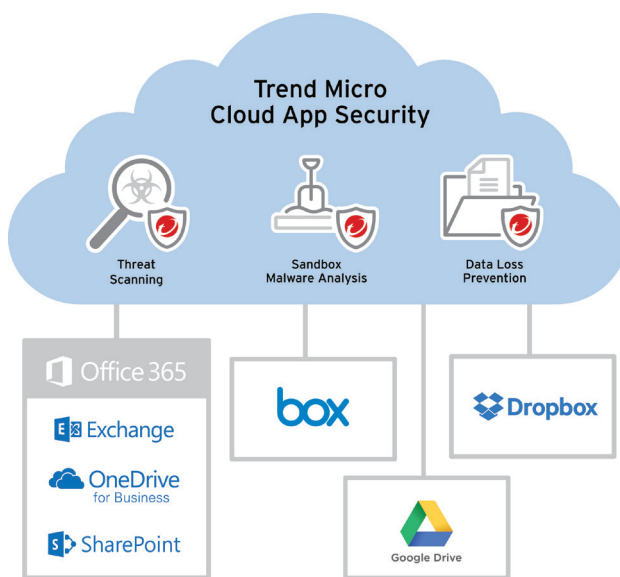 Trend Micro
Cloud App Security
Threat
Scanning
Sandbox
Malware Analysis
Data Loss
Prevention
Office 365
E Exchange
OneDrive
for Business
S SharePoint
box
Google Drive
Dropbox